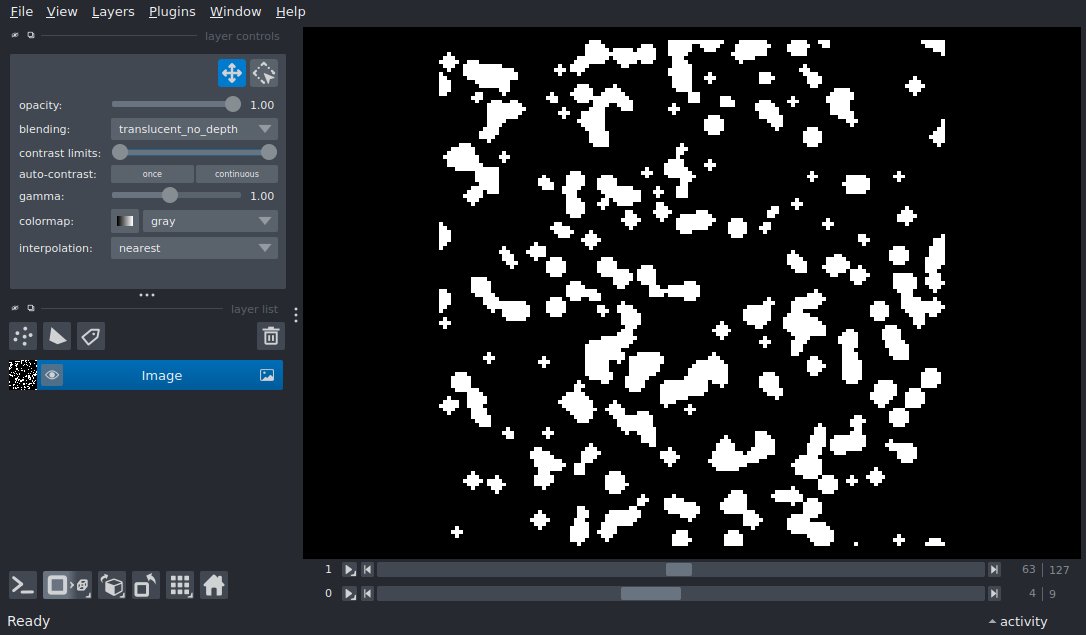 File View Layers Plugins Window Help
layer controls
opacity: 1.00
blending: translucent_no_depth
contrast limits:
auto-contrast: once continuous
gamma: 1.00
colormap: gray
interpolation: nearest
layer list
Image
1 63 127
0 4 9
Ready activity